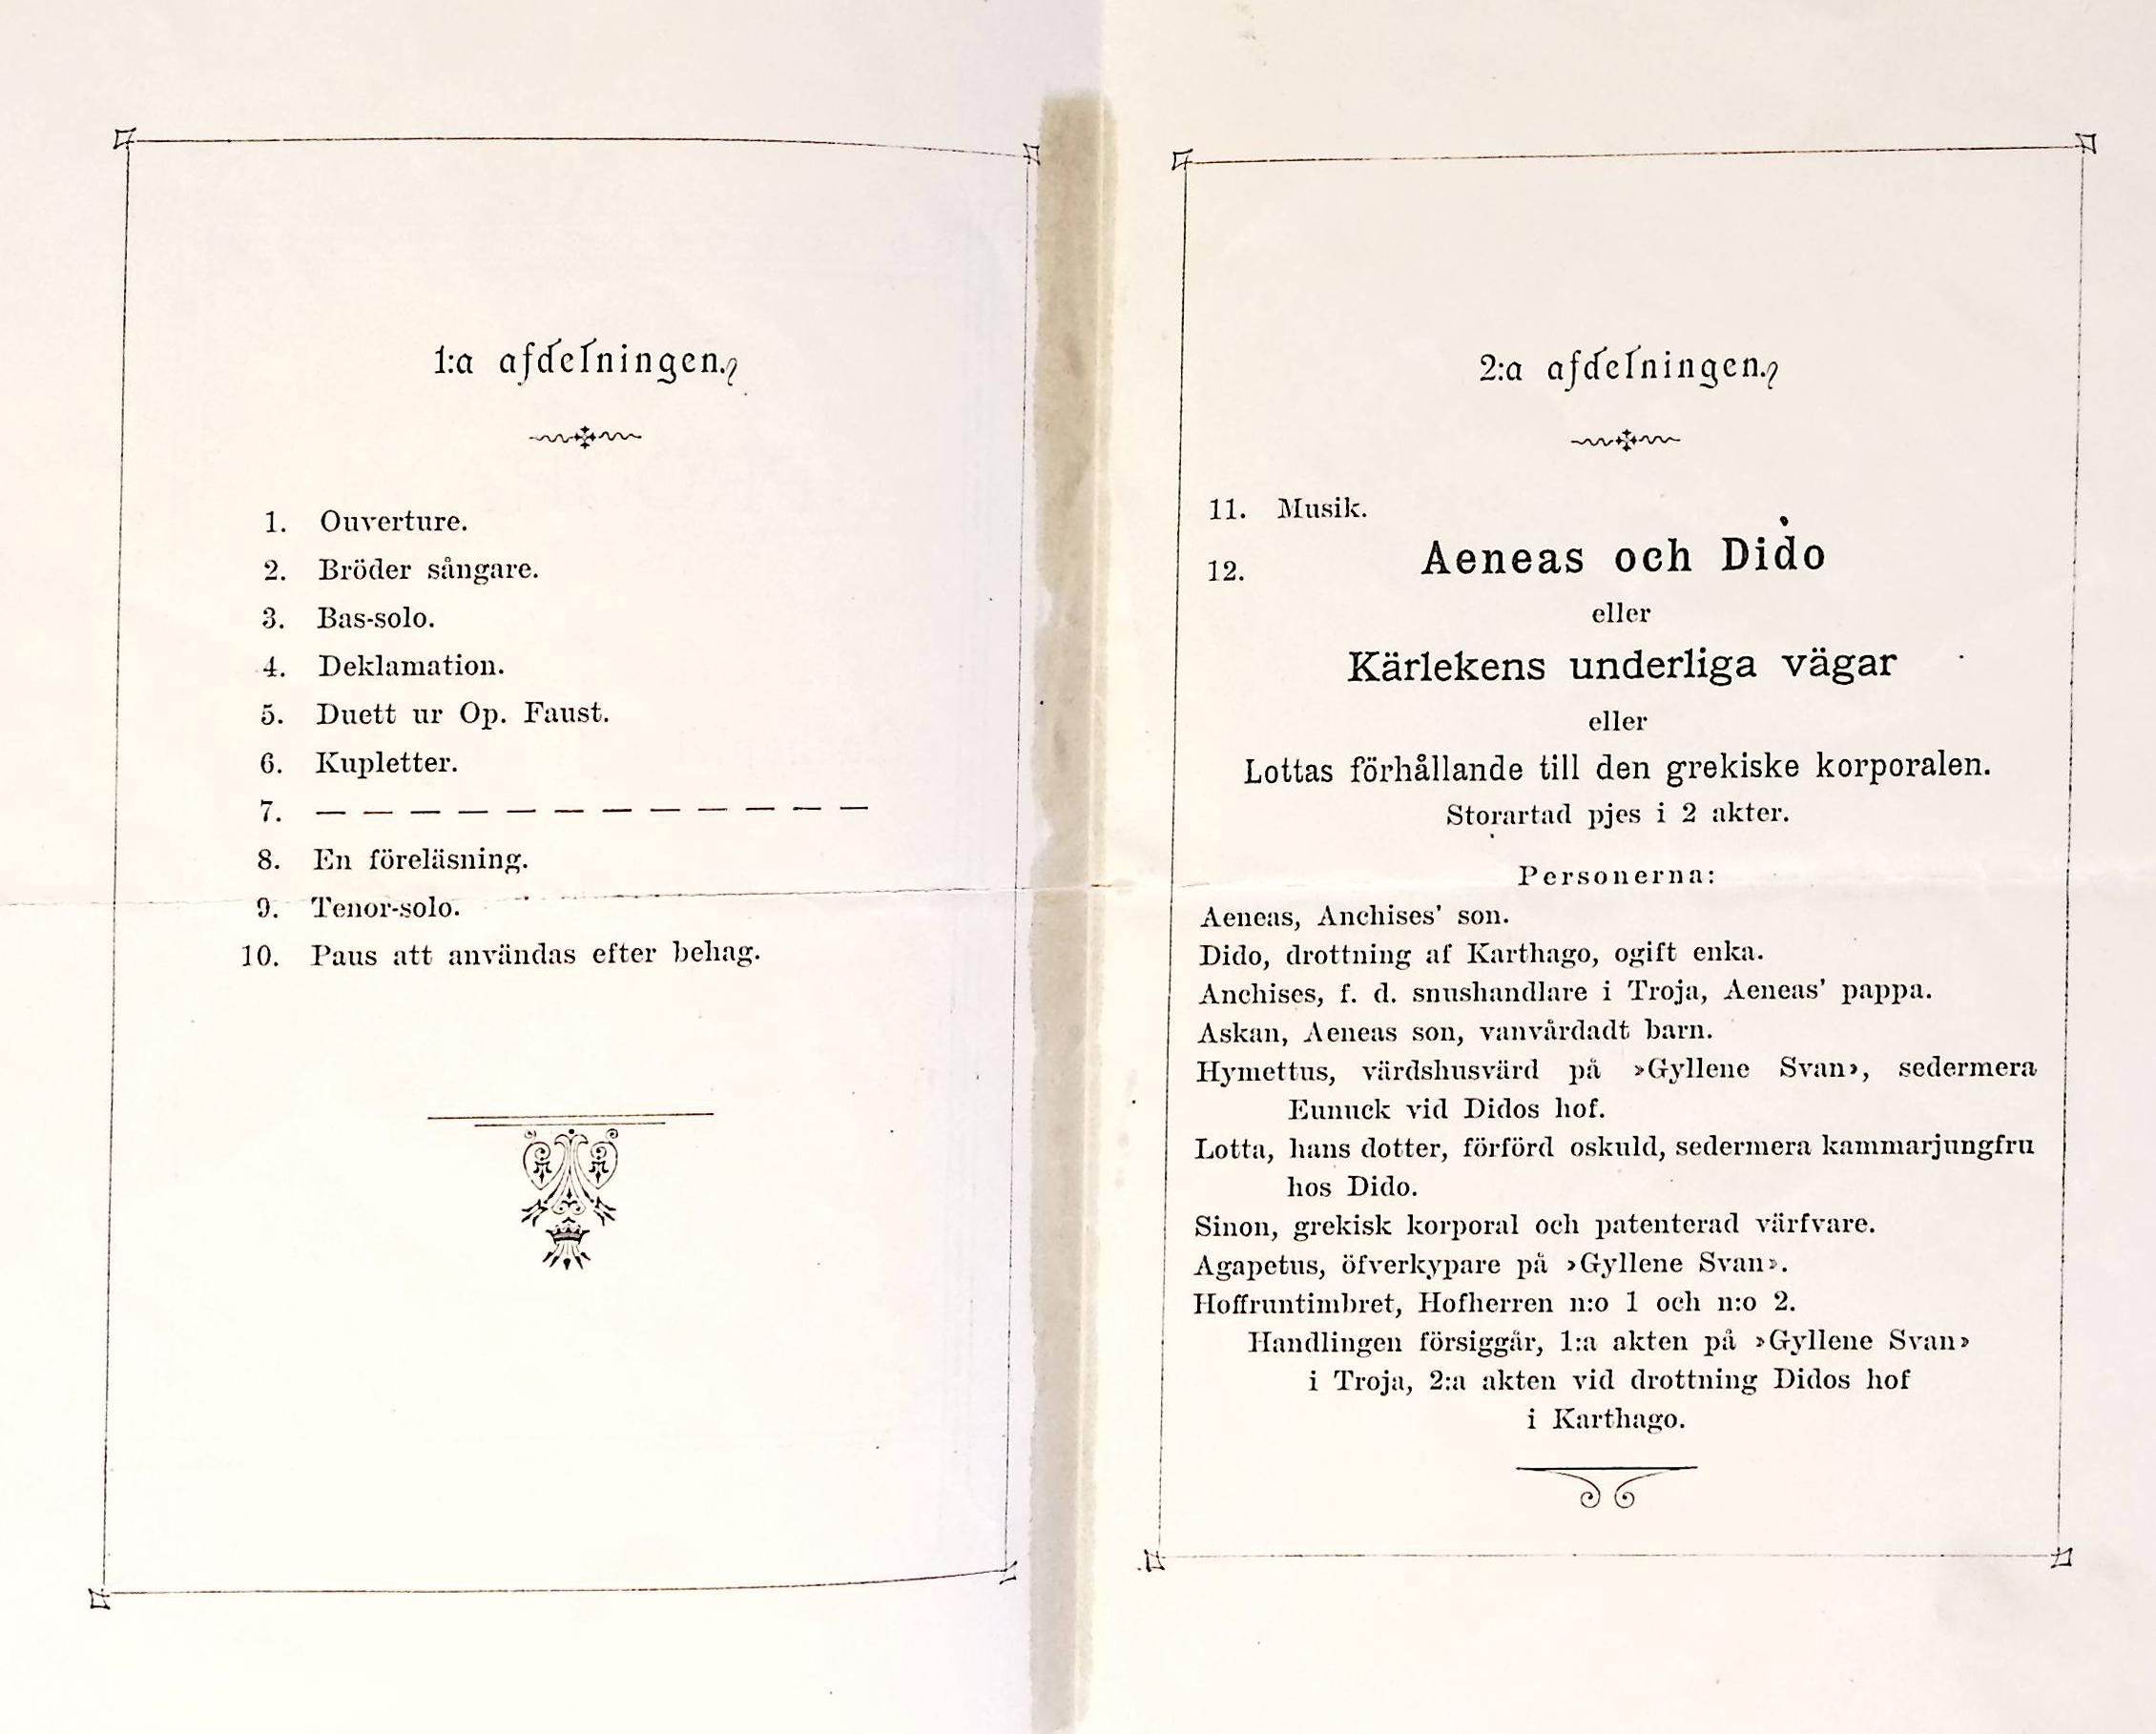 1:a afdelningen.
1. Ouverture.
2. Bröder sångare.
3. Bas-solo.
4. Deklamation.
5. Duett ur Op. Faust.
6. Kupletter.
7. — — — — — — — — — — — —
8. En föreläsning.
9. Tenor-solo.
10. Paus att användas efter behag.
2:a afdelningen.
11. Musik.
12. Aeneas och Dido
eller
Kärlekens underliga vägar
eller
Lottas förhållande till den grekiske korporalen.
Storartad pjes i 2 akter.
Personerna:
Aeneas, Anchises' son.
Dido, drottning af Karthago, ogift enka.
Anchises, f. d. snushandlare i Troja, Aeneas' pappa.
Askan, Aeneas son, vanvårdadt barn.
Hymettus, värdshusvärd på »Gyllene Svan», sedermera
Eunuck vid Didos hof.
Lotta, hans dotter, förförd oskuld, sedermera kammarjungfru
hos Dido.
Sinon, grekisk korporal och patenterad värfvare.
Agapetus, öfverkypare på »Gyllene Svan».
Hoffruntimbret, Hofherren n:o 1 och n:o 2.
Handlingen försiggår, 1:a akten på »Gyllene Svan»
i Troja, 2:a akten vid drottning Didos hof
i Karthago.